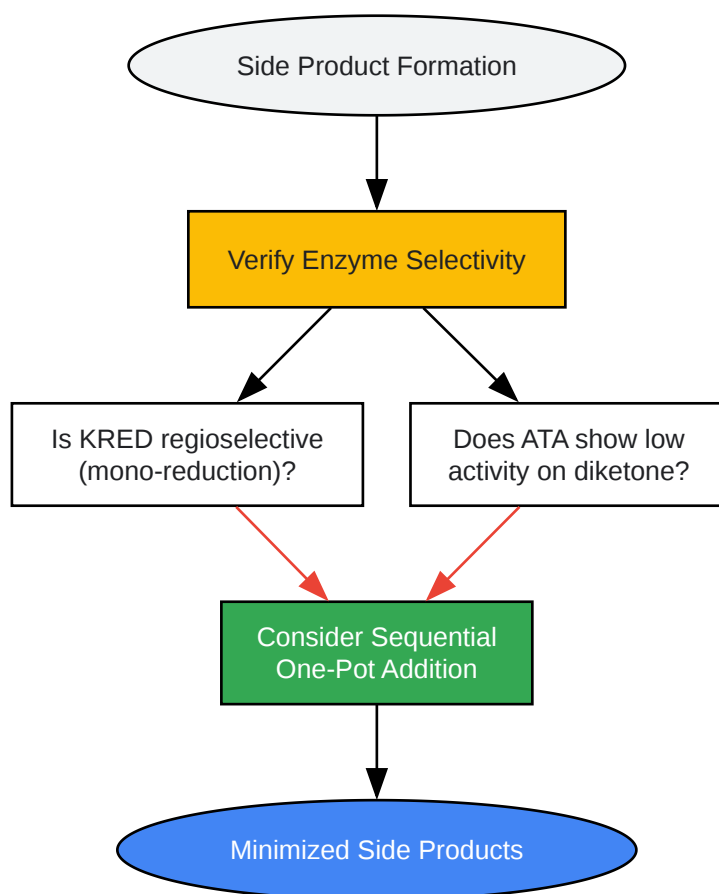 Side Product Formation
Verify Enzyme Selectivity
Is KRED regioselective
(mono-reduction)?
Does ATA show low
activity on diketone?
Consider Sequential
One-Pot Addition
Minimized Side Products